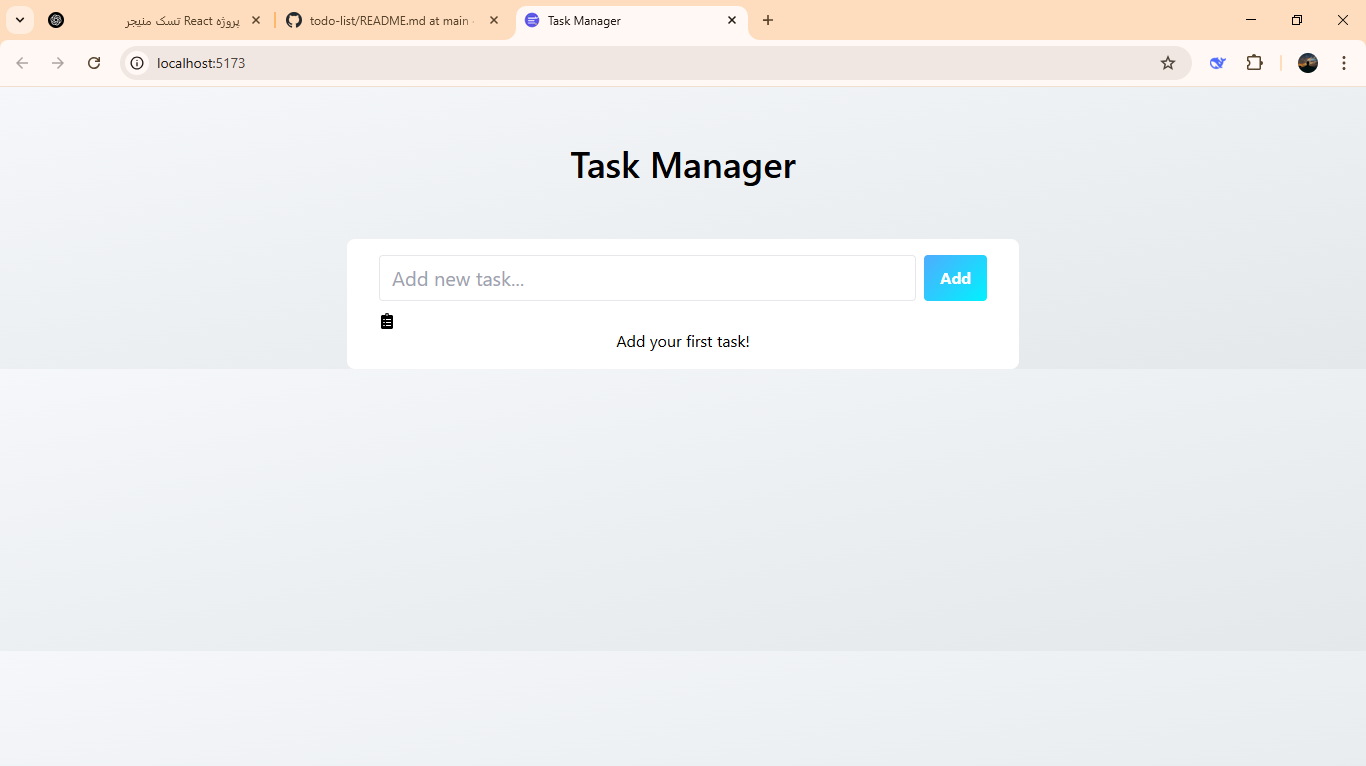 پروژه React تسک منیجر
todo-list/README.md at main
Task Manager
localhost:5173
Task Manager
Add new task...
Add
Add your first task!